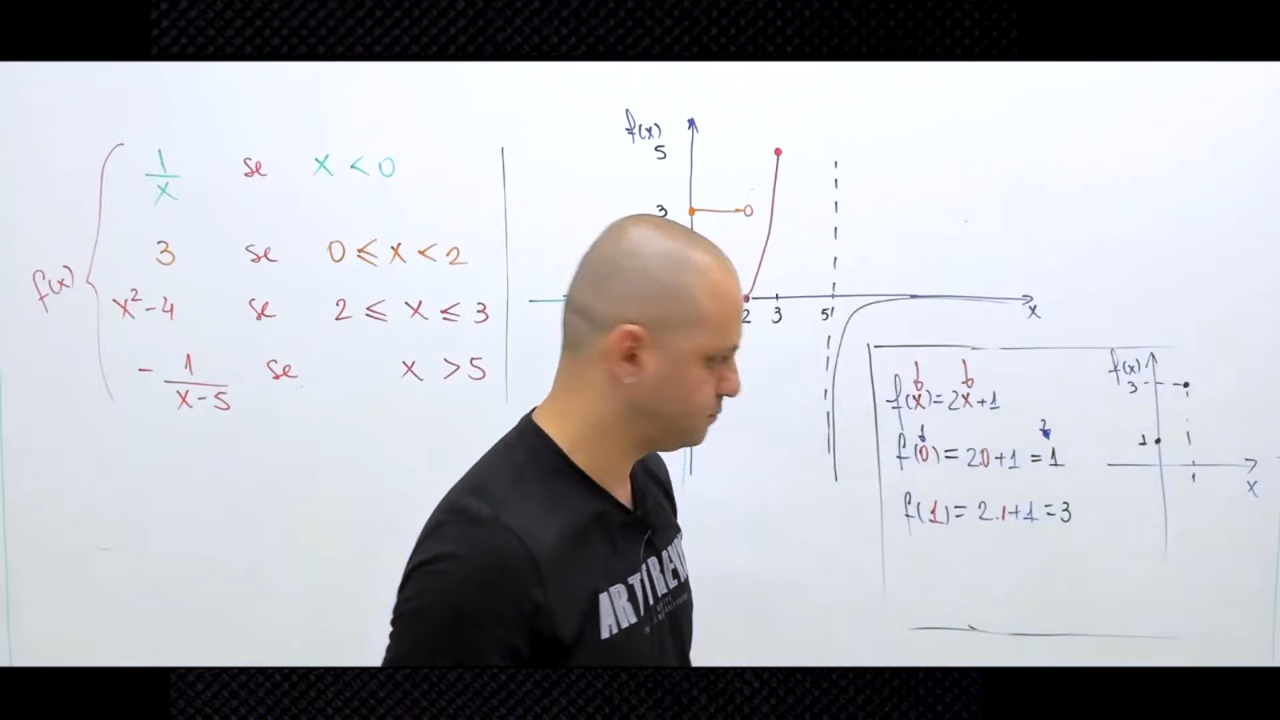 f(x)
1/x se x < 0
3 se 0 ⩽ x < 2
x²-4 se 2 ⩽ x ⩽ 3
- 1/(x-5) se x > 5
f(x)
5
3
2 3 5
x
f(x)=2x+1
f(0)=2.0+1=1
f(1)=2.1+1=3
f(x)
3
1
1
x